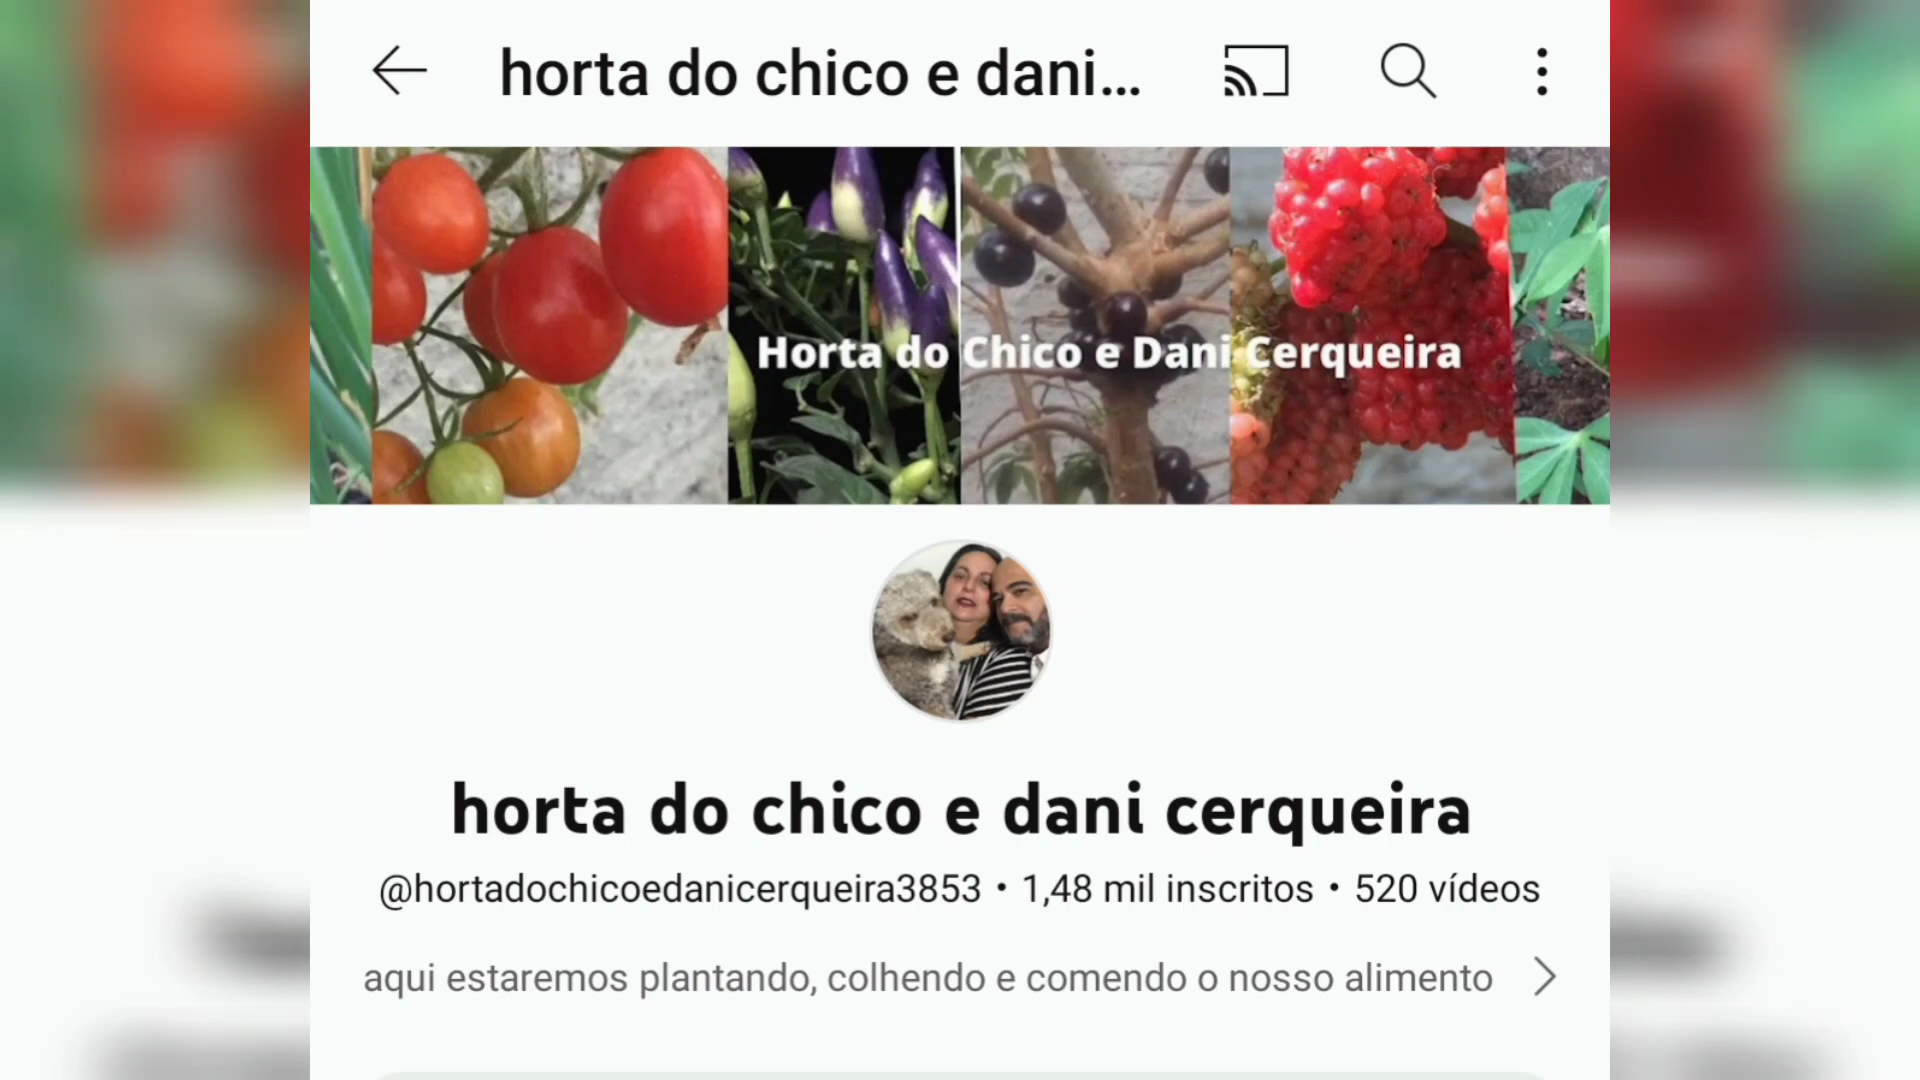 horta do chico e dani...
Horta do Chico e Dani Cerqueira
horta do chico e dani cerqueira
@hortadochicoedanicerqueira3853 • 1,48 mil inscritos • 520 vídeos
aqui estaremos plantando, colhendo e comendo o nosso alimento